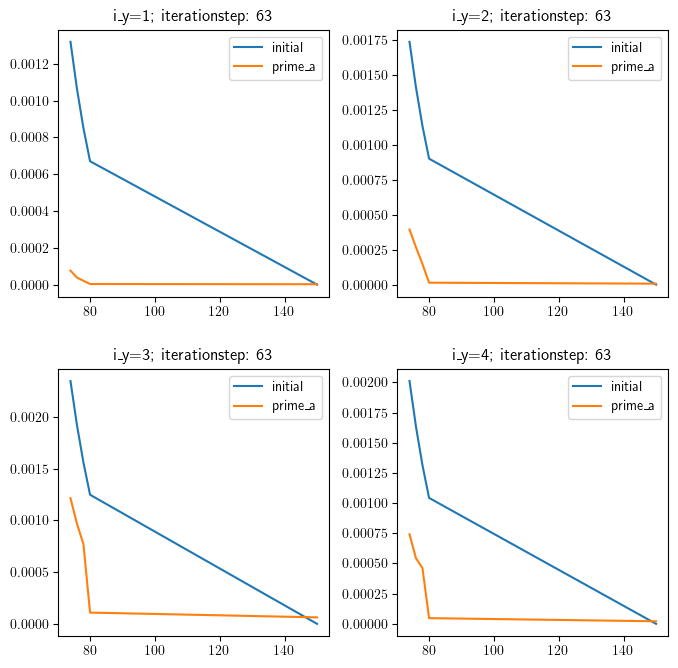 i_y=1; iterationstep: 63
initial
prime_a
0.0012
0.0010
0.0008
0.0006
0.0004
0.0002
0.0000
80 100 120 140
i_y=2; iterationstep: 63
initial
prime_a
0.00175
0.00150
0.00125
0.00100
0.00075
0.00050
0.00025
0.00000
80 100 120 140
i_y=3; iterationstep: 63
initial
prime_a
0.0020
0.0015
0.0010
0.0005
0.0000
80 100 120 140
i_y=4; iterationstep: 63
initial
prime_a
0.00200
0.00175
0.00150
0.00125
0.00100
0.00075
0.00050
0.00025
0.00000
80 100 120 140